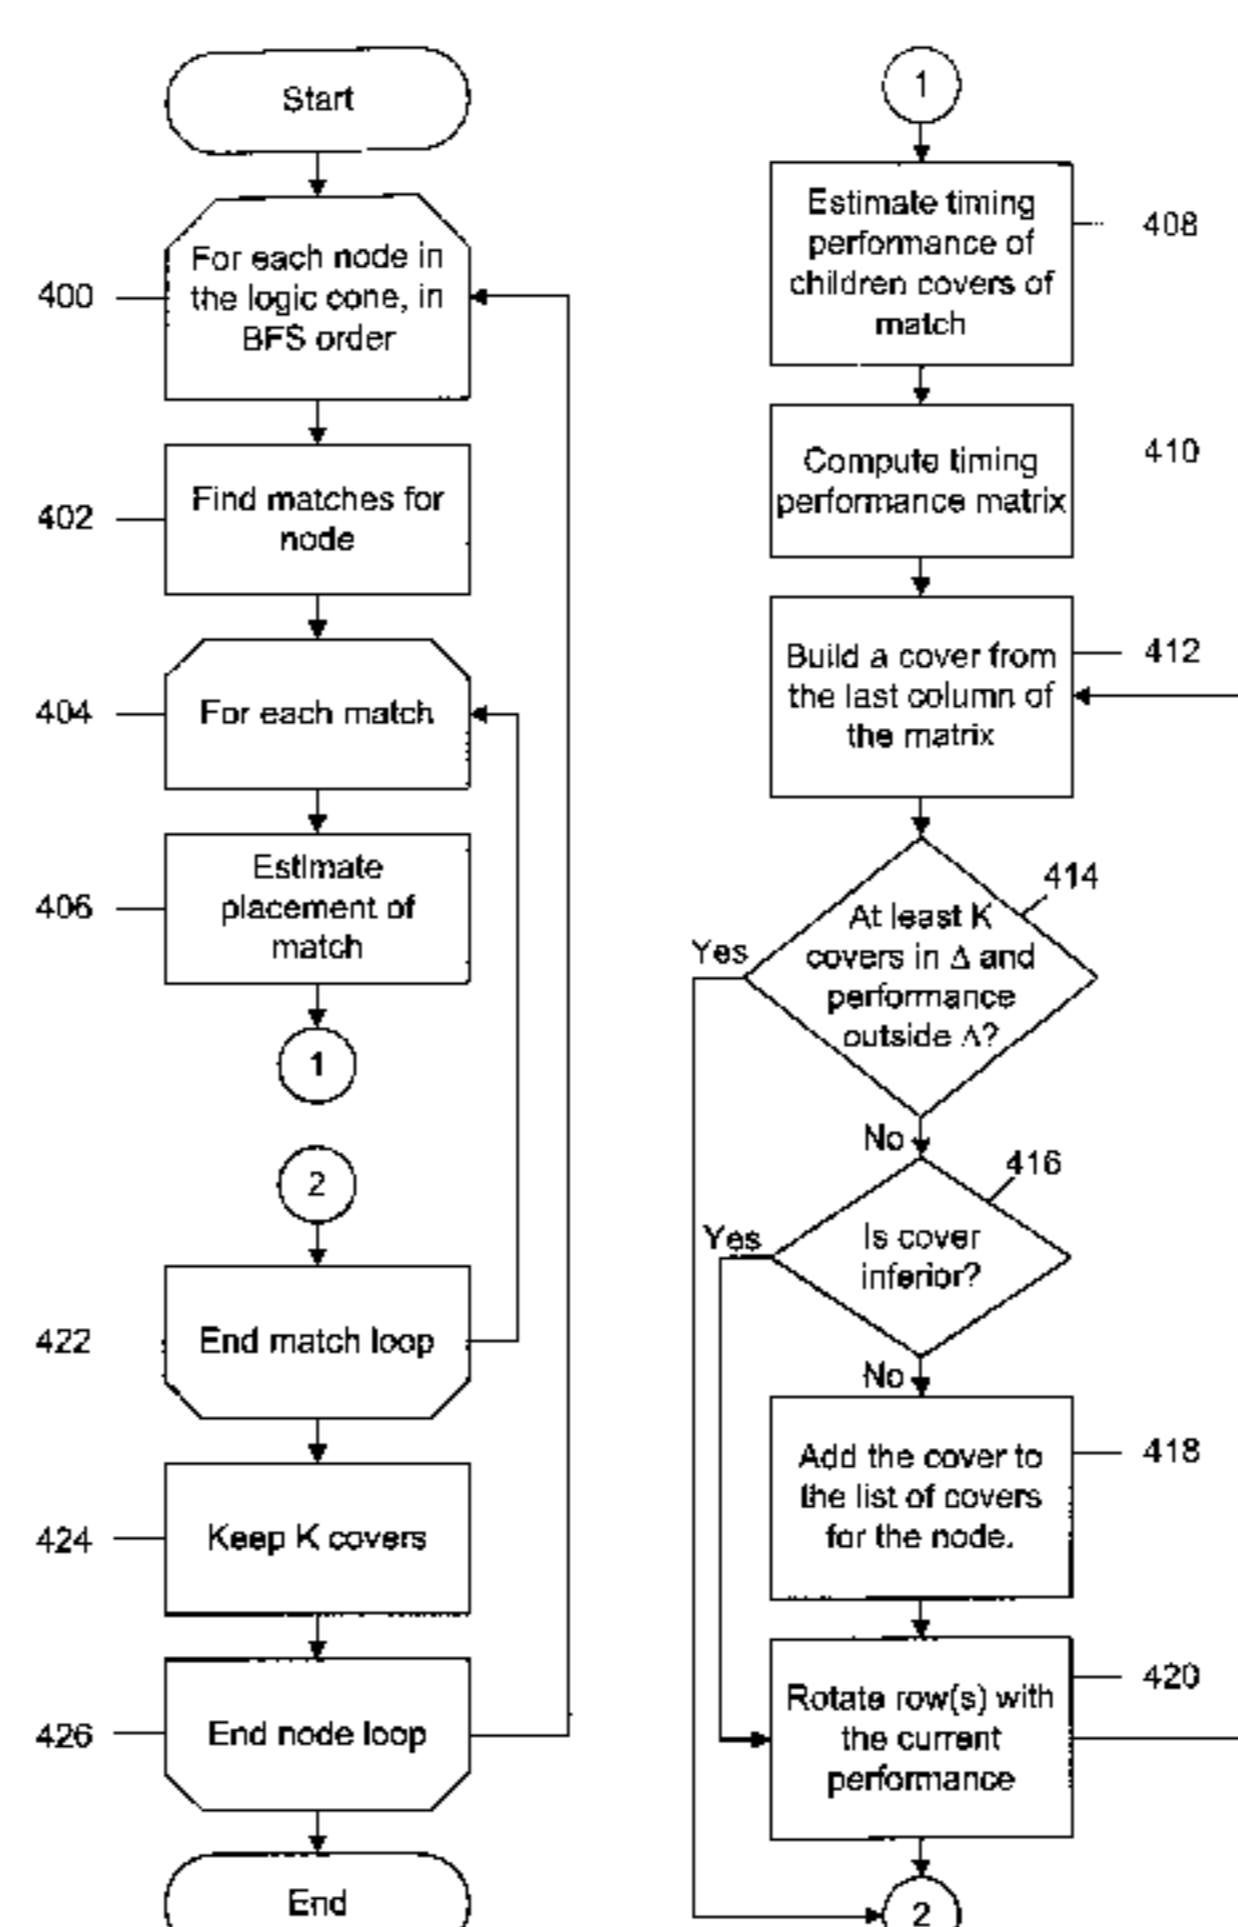 Start
400
For each node in
the logic cone, in
BFS order
402
Find matches for
node
404
For each match
406
Estimate
placement of
match
1
2
422
End match loop
424
Keep K covers
426
End node loop
End
1
Estimate timing
performance of
children covers of
match
408
Compute timing
performance matrix
410
Build a cover from
the last column of
the matrix
412
414
At least K
covers in Δ and
performance
outside Δ?
Yes
No
416
Is cover
inferior?
Yes
No
Add the cover to
the list of covers
for the node.
418
Rotate row(s) with
the current
performance
420
2